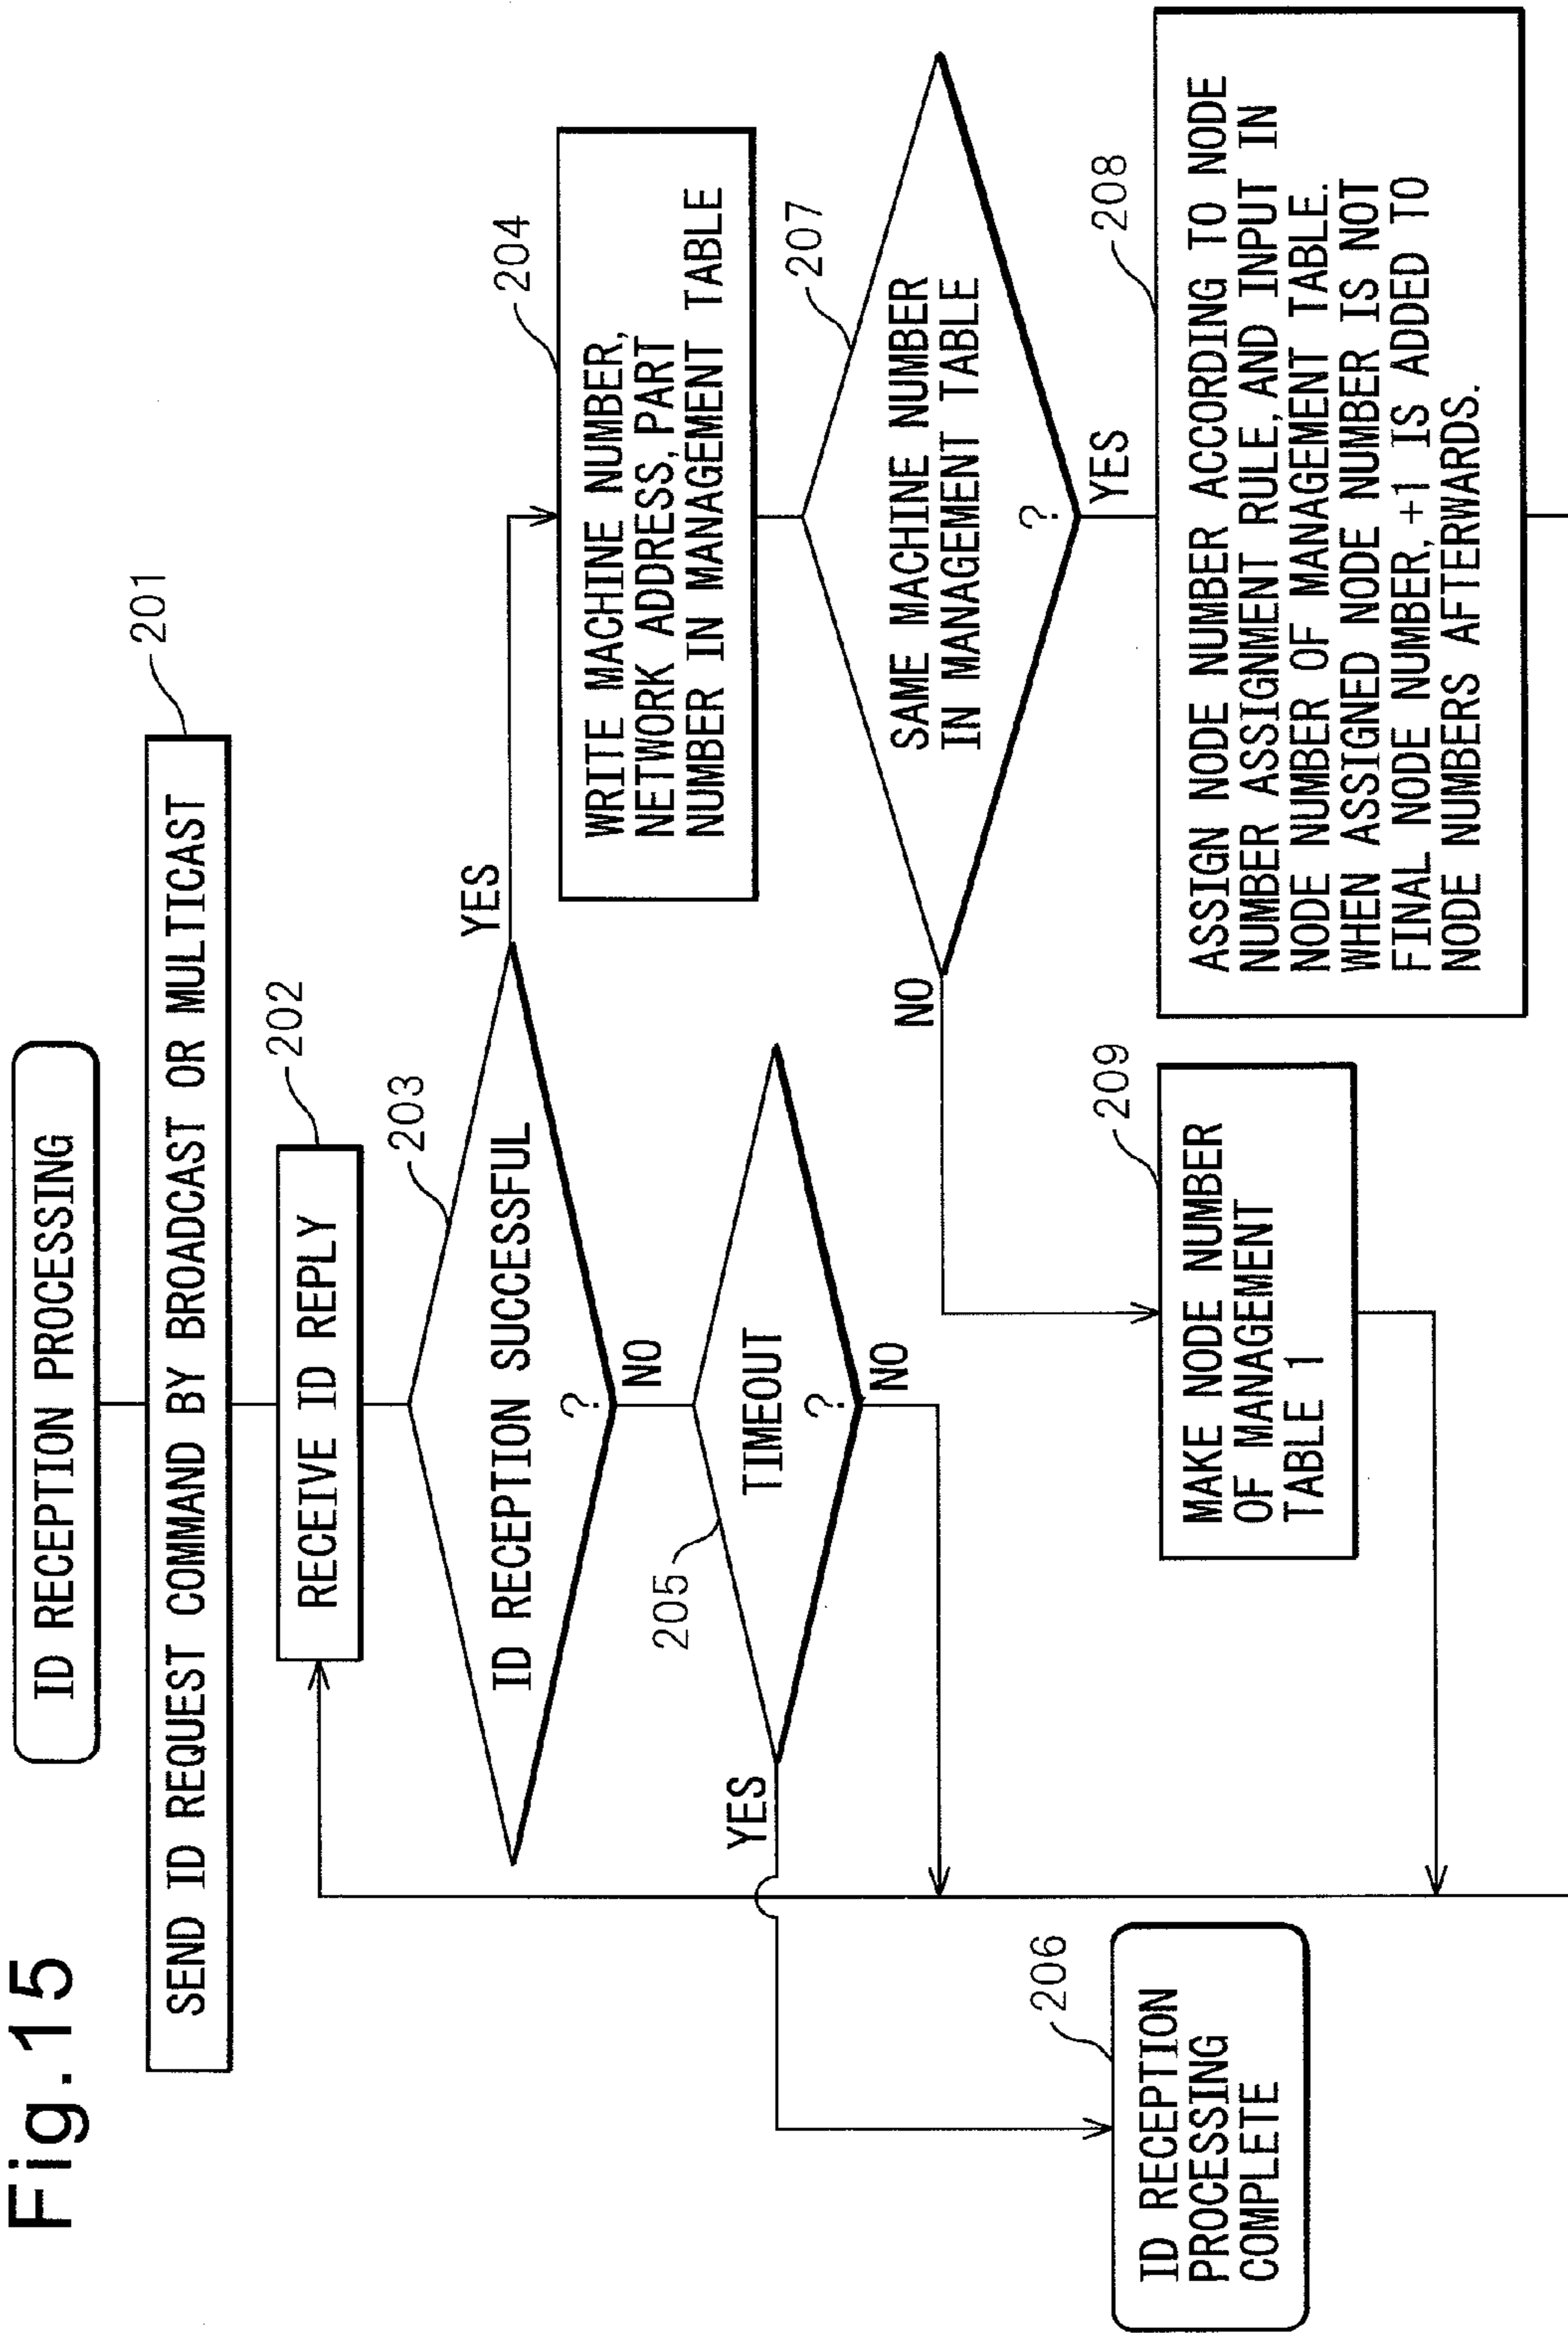 Fig.15
ID RECEPTION PROCESSING
201
SEND ID REQUEST COMMAND BY BROADCAST OR MULTICAST
202
RECEIVE ID REPLY
203
ID RECEPTION SUCCESSFUL
?
YES
NO
204
WRITE MACHINE NUMBER,
NETWORK ADDRESS, PART
NUMBER IN MANAGEMENT TABLE
205
TIMEOUT
?
YES
NO
207
SAME MACHINE NUMBER
IN MANAGEMENT TABLE
?
NO
YES
206
ID RECEPTION
PROCESSING
COMPLETE
209
MAKE NODE NUMBER
OF MANAGEMENT
TABLE 1
208
ASSIGN NODE NUMBER ACCORDING TO NODE
NUMBER ASSIGNMENT RULE, AND INPUT IN
NODE NUMBER OF MANAGEMENT TABLE.
WHEN ASSIGNED NODE NUMBER IS NOT
FINAL NODE NUMBER, +1 IS ADDED TO
NODE NUMBERS AFTERWARDS.